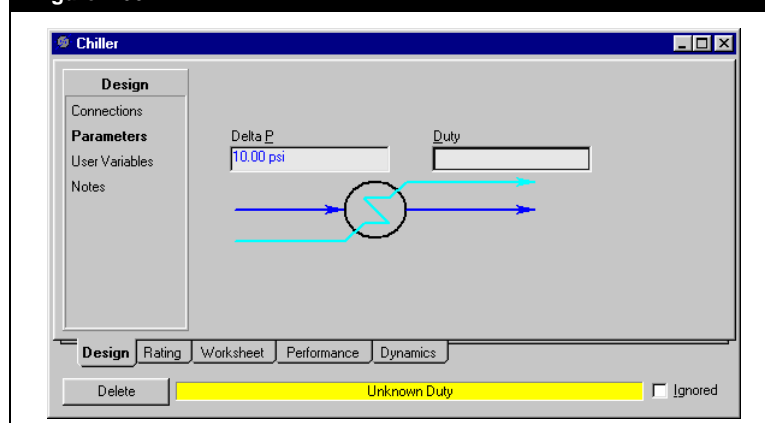 Chiller
Design
Connections
Parameters
User Variables
Notes
Delta P
Duty
10.00 psi
Design Rating Worksheet Performance Dynamics
Delete
Unknown Duty
Ignored